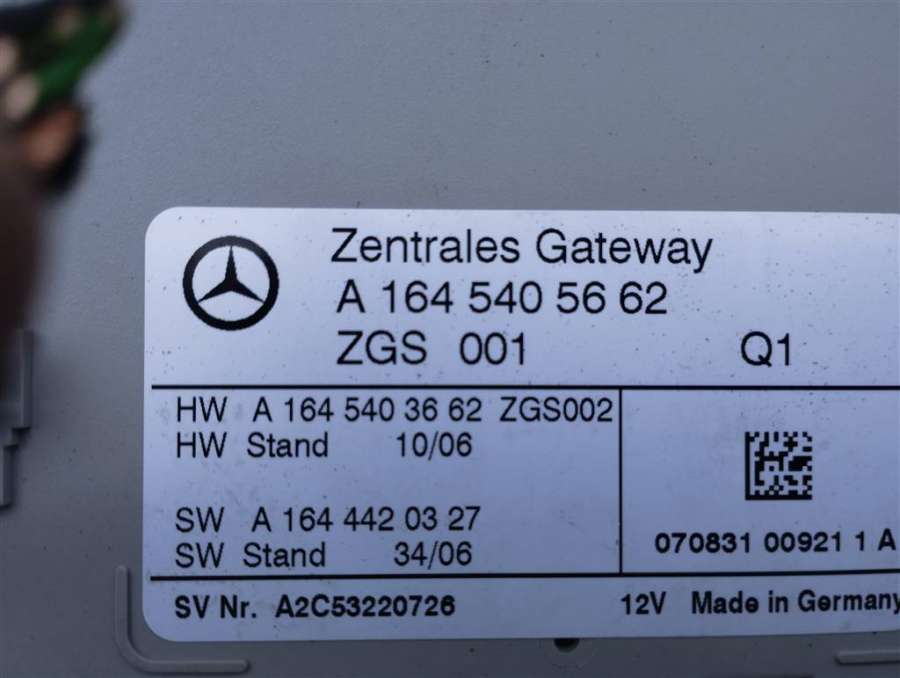 Zentrales Gateway
A 164 540 56 62
ZGS 001 Q1
HW A 164 540 36 62 ZGS002
HW Stand 10/06
SW A 164 442 03 27
SW Stand 34/06
070831 00921 1 A
SV Nr. A2C53220726 12V Made in Germany